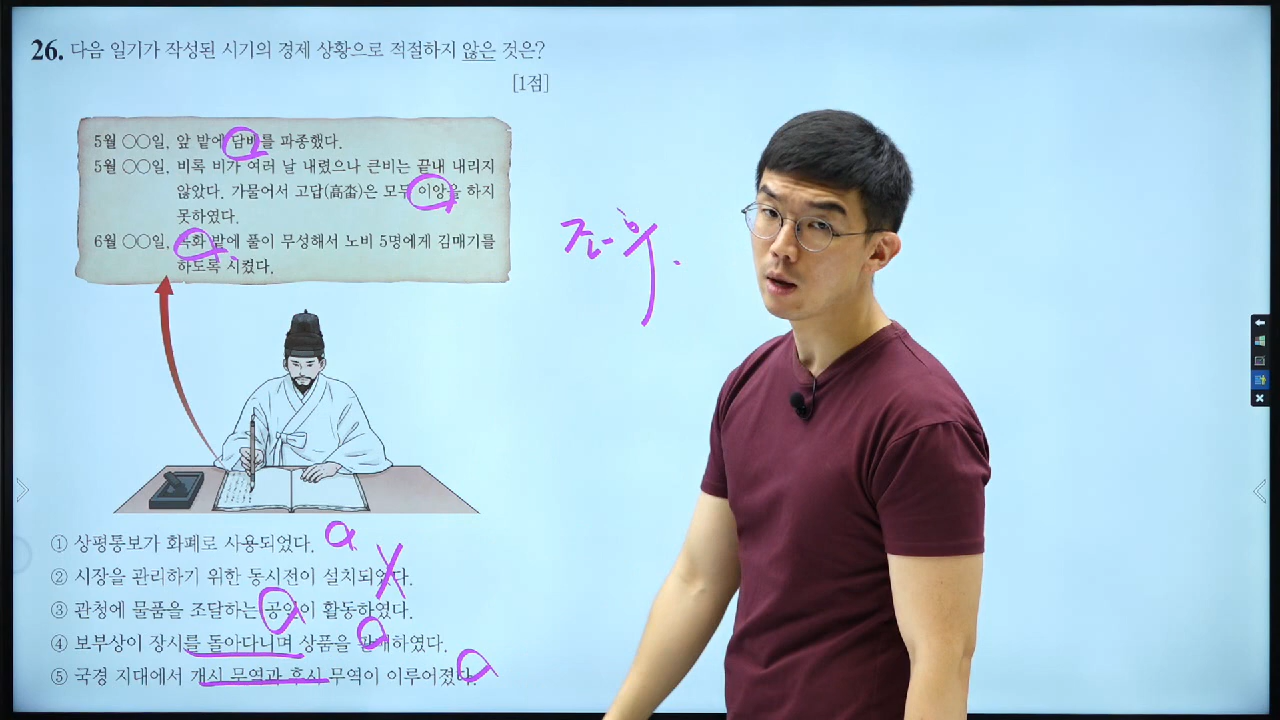 26. 다음 일기가 작성된 시기의 경제 상황으로 적절하지 않은 것은?
[1점]
5월 ○○일, 앞 밭에 담배를 파종했다.
5월 ○○일, 비록 비가 여러 날 내렸으나 큰비는 끝내 내리지
않았다. 가물어서 고답(高畓)은 모두 이앙을 하지
못하였다.
6월 ○○일, 목화 밭에 풀이 무성해서 노비 5명에게 김매기를
하도록 시켰다.
조-후.
① 상평통보가 화폐로 사용되었다.
② 시장을 관리하기 위한 동시전이 설치되었다.
③ 관청에 물품을 조달하는 공인이 활동하였다.
④ 보부상이 장시를 돌아다니며 상품을 판매하였다.
⑤ 국경 지대에서 개시 무역과 후시 무역이 이루어졌다.